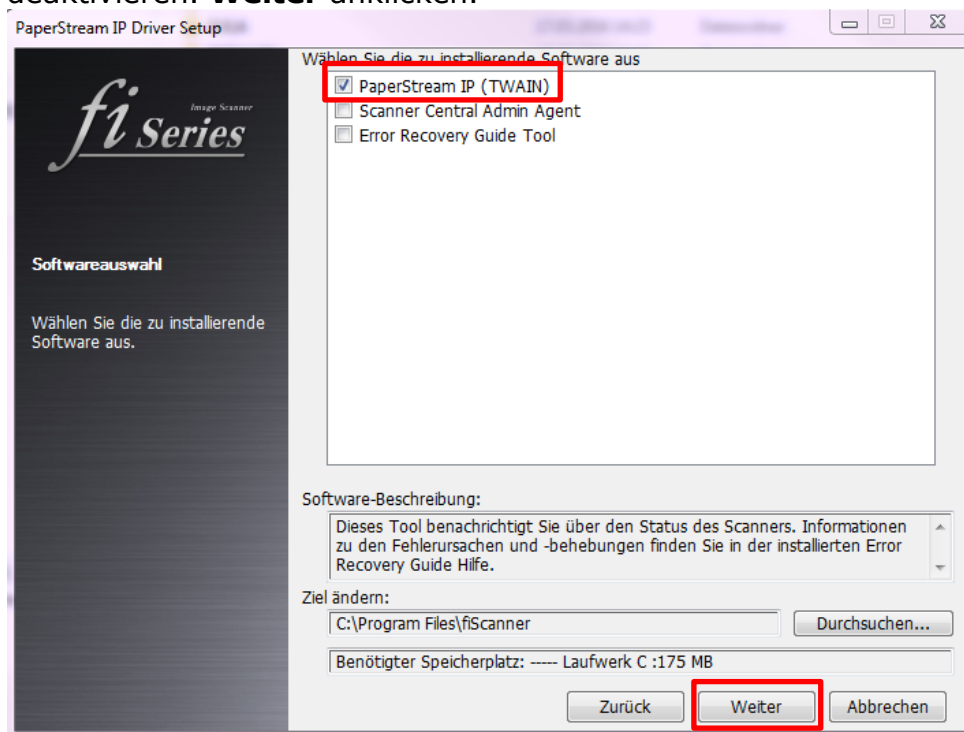 deaktivieren. Weiter anklicken.
PaperStream IP Driver Setup
fi Series
Image Scanner
Softwareauswahl
Wählen Sie die zu installierende
Software aus.
Wählen Sie die zu installierende Software aus
PaperStream IP (TWAIN)
Scanner Central Admin Agent
Error Recovery Guide Tool
Software-Beschreibung:
Dieses Tool benachrichtigt Sie über den Status des Scanners. Informationen
zu den Fehlerursachen und -behebungen finden Sie in der installierten Error
Recovery Guide Hilfe.
Ziel ändern:
C:\Program Files\fiScanner
Durchsuchen...
Benötigter Speicherplatz: ----- Laufwerk C :175 MB
Zurück
Weiter
Abbrechen